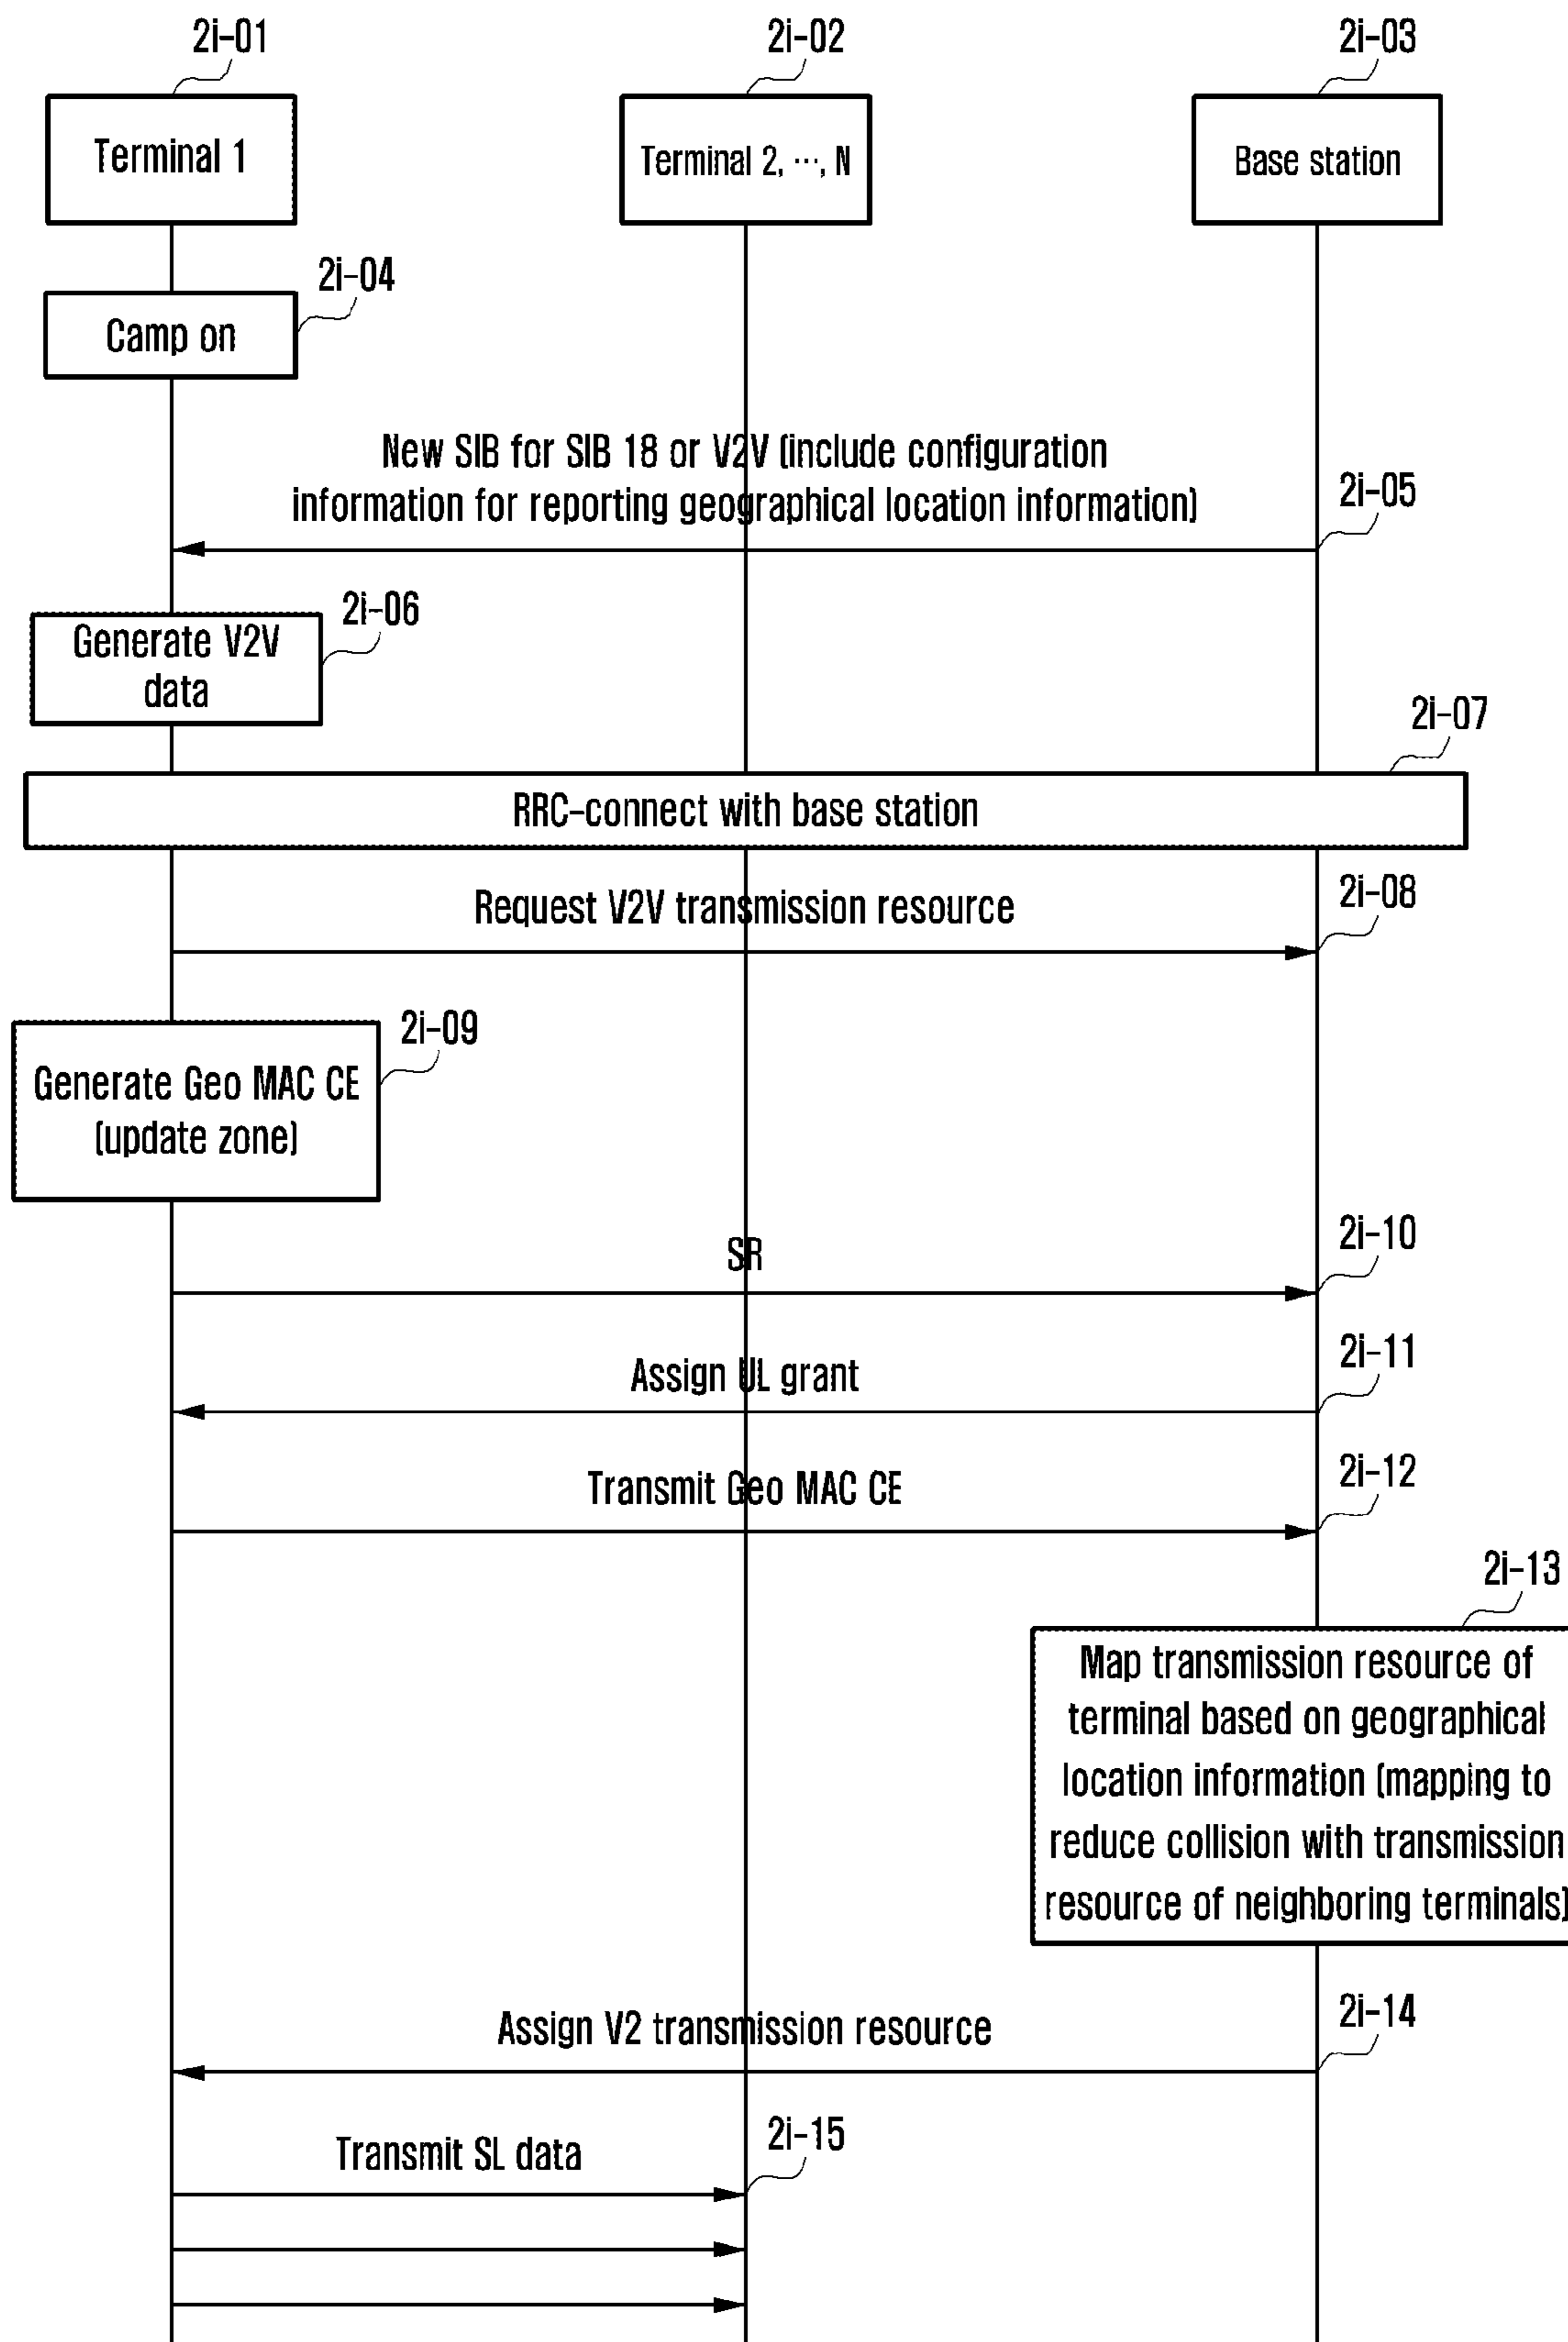 2i-01
2i-02
2i-03
Terminal 1
Terminal 2, ···, N
Base station
2i-04
Camp on
New SIB for SIB 18 or V2V (include configuration
information for reporting geographical location information)
2i-05
2i-06
Generate V2V
data
2i-07
RRC-connect with base station
2i-08
Request V2V transmission resource
2i-09
Generate Geo MAC CE
(update zone)
2i-10
SR
2i-11
Assign UL grant
2i-12
Transmit Geo MAC CE
2i-13
Map transmission resource of
terminal based on geographical
location information (mapping to
reduce collision with transmission
resource of neighboring terminals)
2i-14
Assign V2 transmission resource
2i-15
Transmit SL data